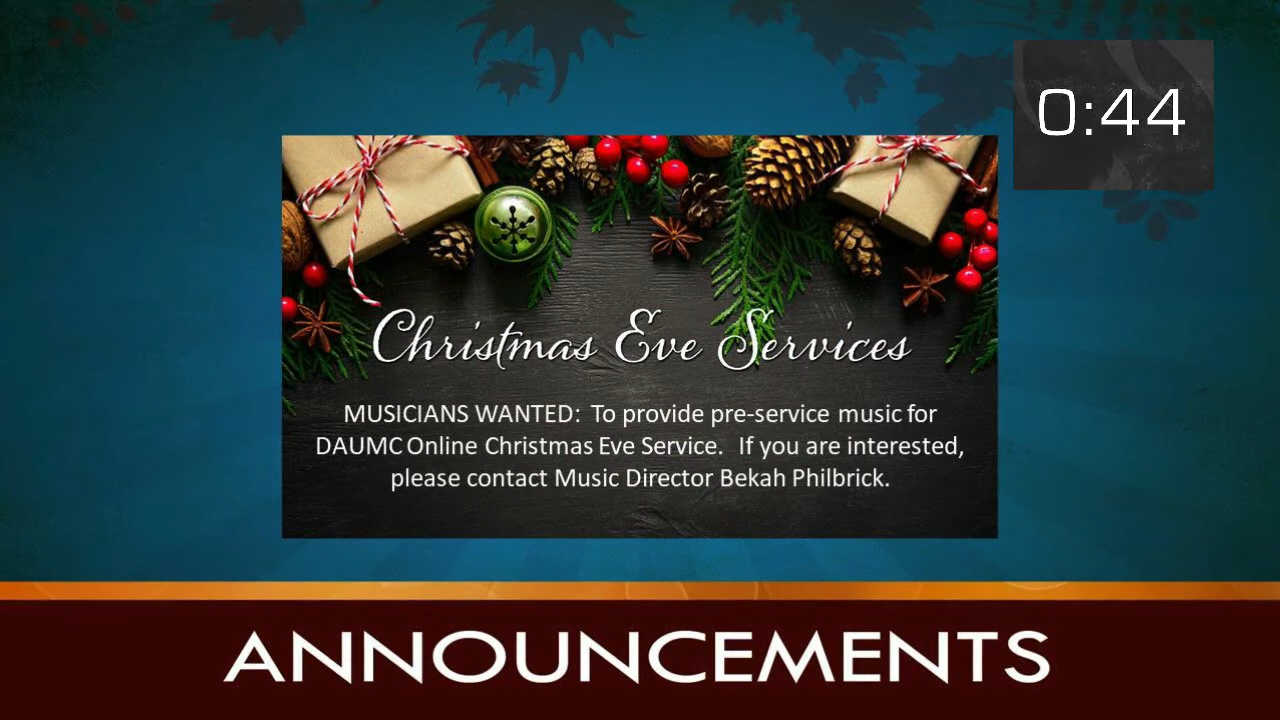 0:44
Christmas Eve Services
MUSICIANS WANTED: To provide pre-service music for
DAUMC Online Christmas Eve Service. If you are interested,
please contact Music Director Bekah Philbrick.
ANNOUNCEMENTS